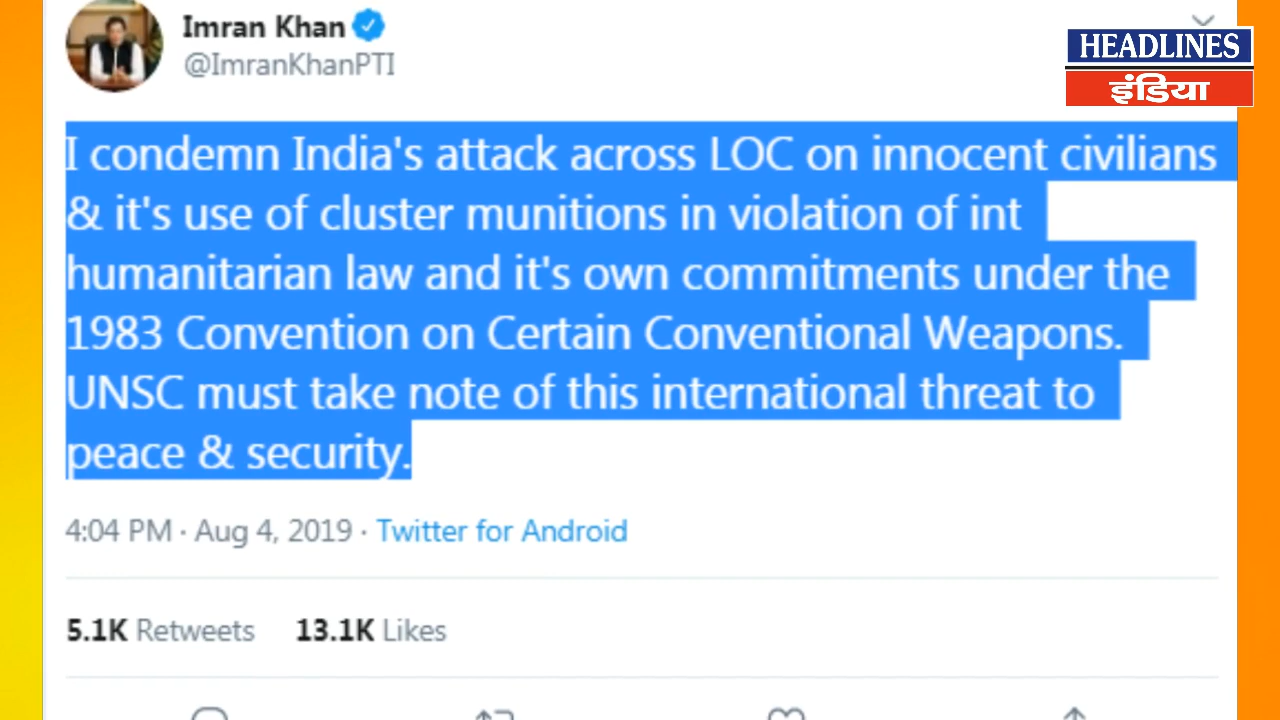 Imran Khan
@ImranKhanPTI
HEADLINES
इंडिया
I condemn India's attack across LOC on innocent civilians
& it's use of cluster munitions in violation of int
humanitarian law and it's own commitments under the
1983 Convention on Certain Conventional Weapons.
UNSC must take note of this international threat to
peace & security.
4:04 PM · Aug 4, 2019 · Twitter for Android
5.1K Retweets 13.1K Likes